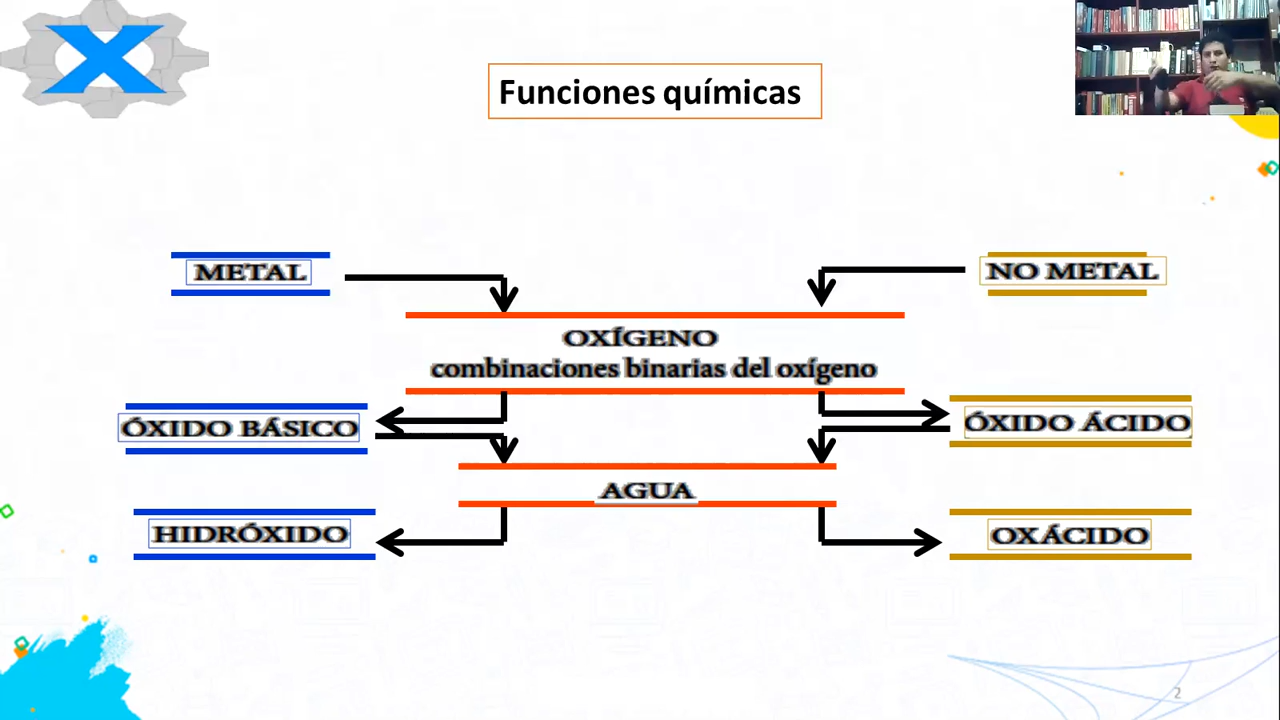 X
Funciones químicas
METAL
NO METAL
OXÍGENO
combinaciones binarias del oxígeno
ÓXIDO BÁSICO
ÓXIDO ÁCIDO
AGUA
HIDRÓXIDO
OXÁCIDO
2